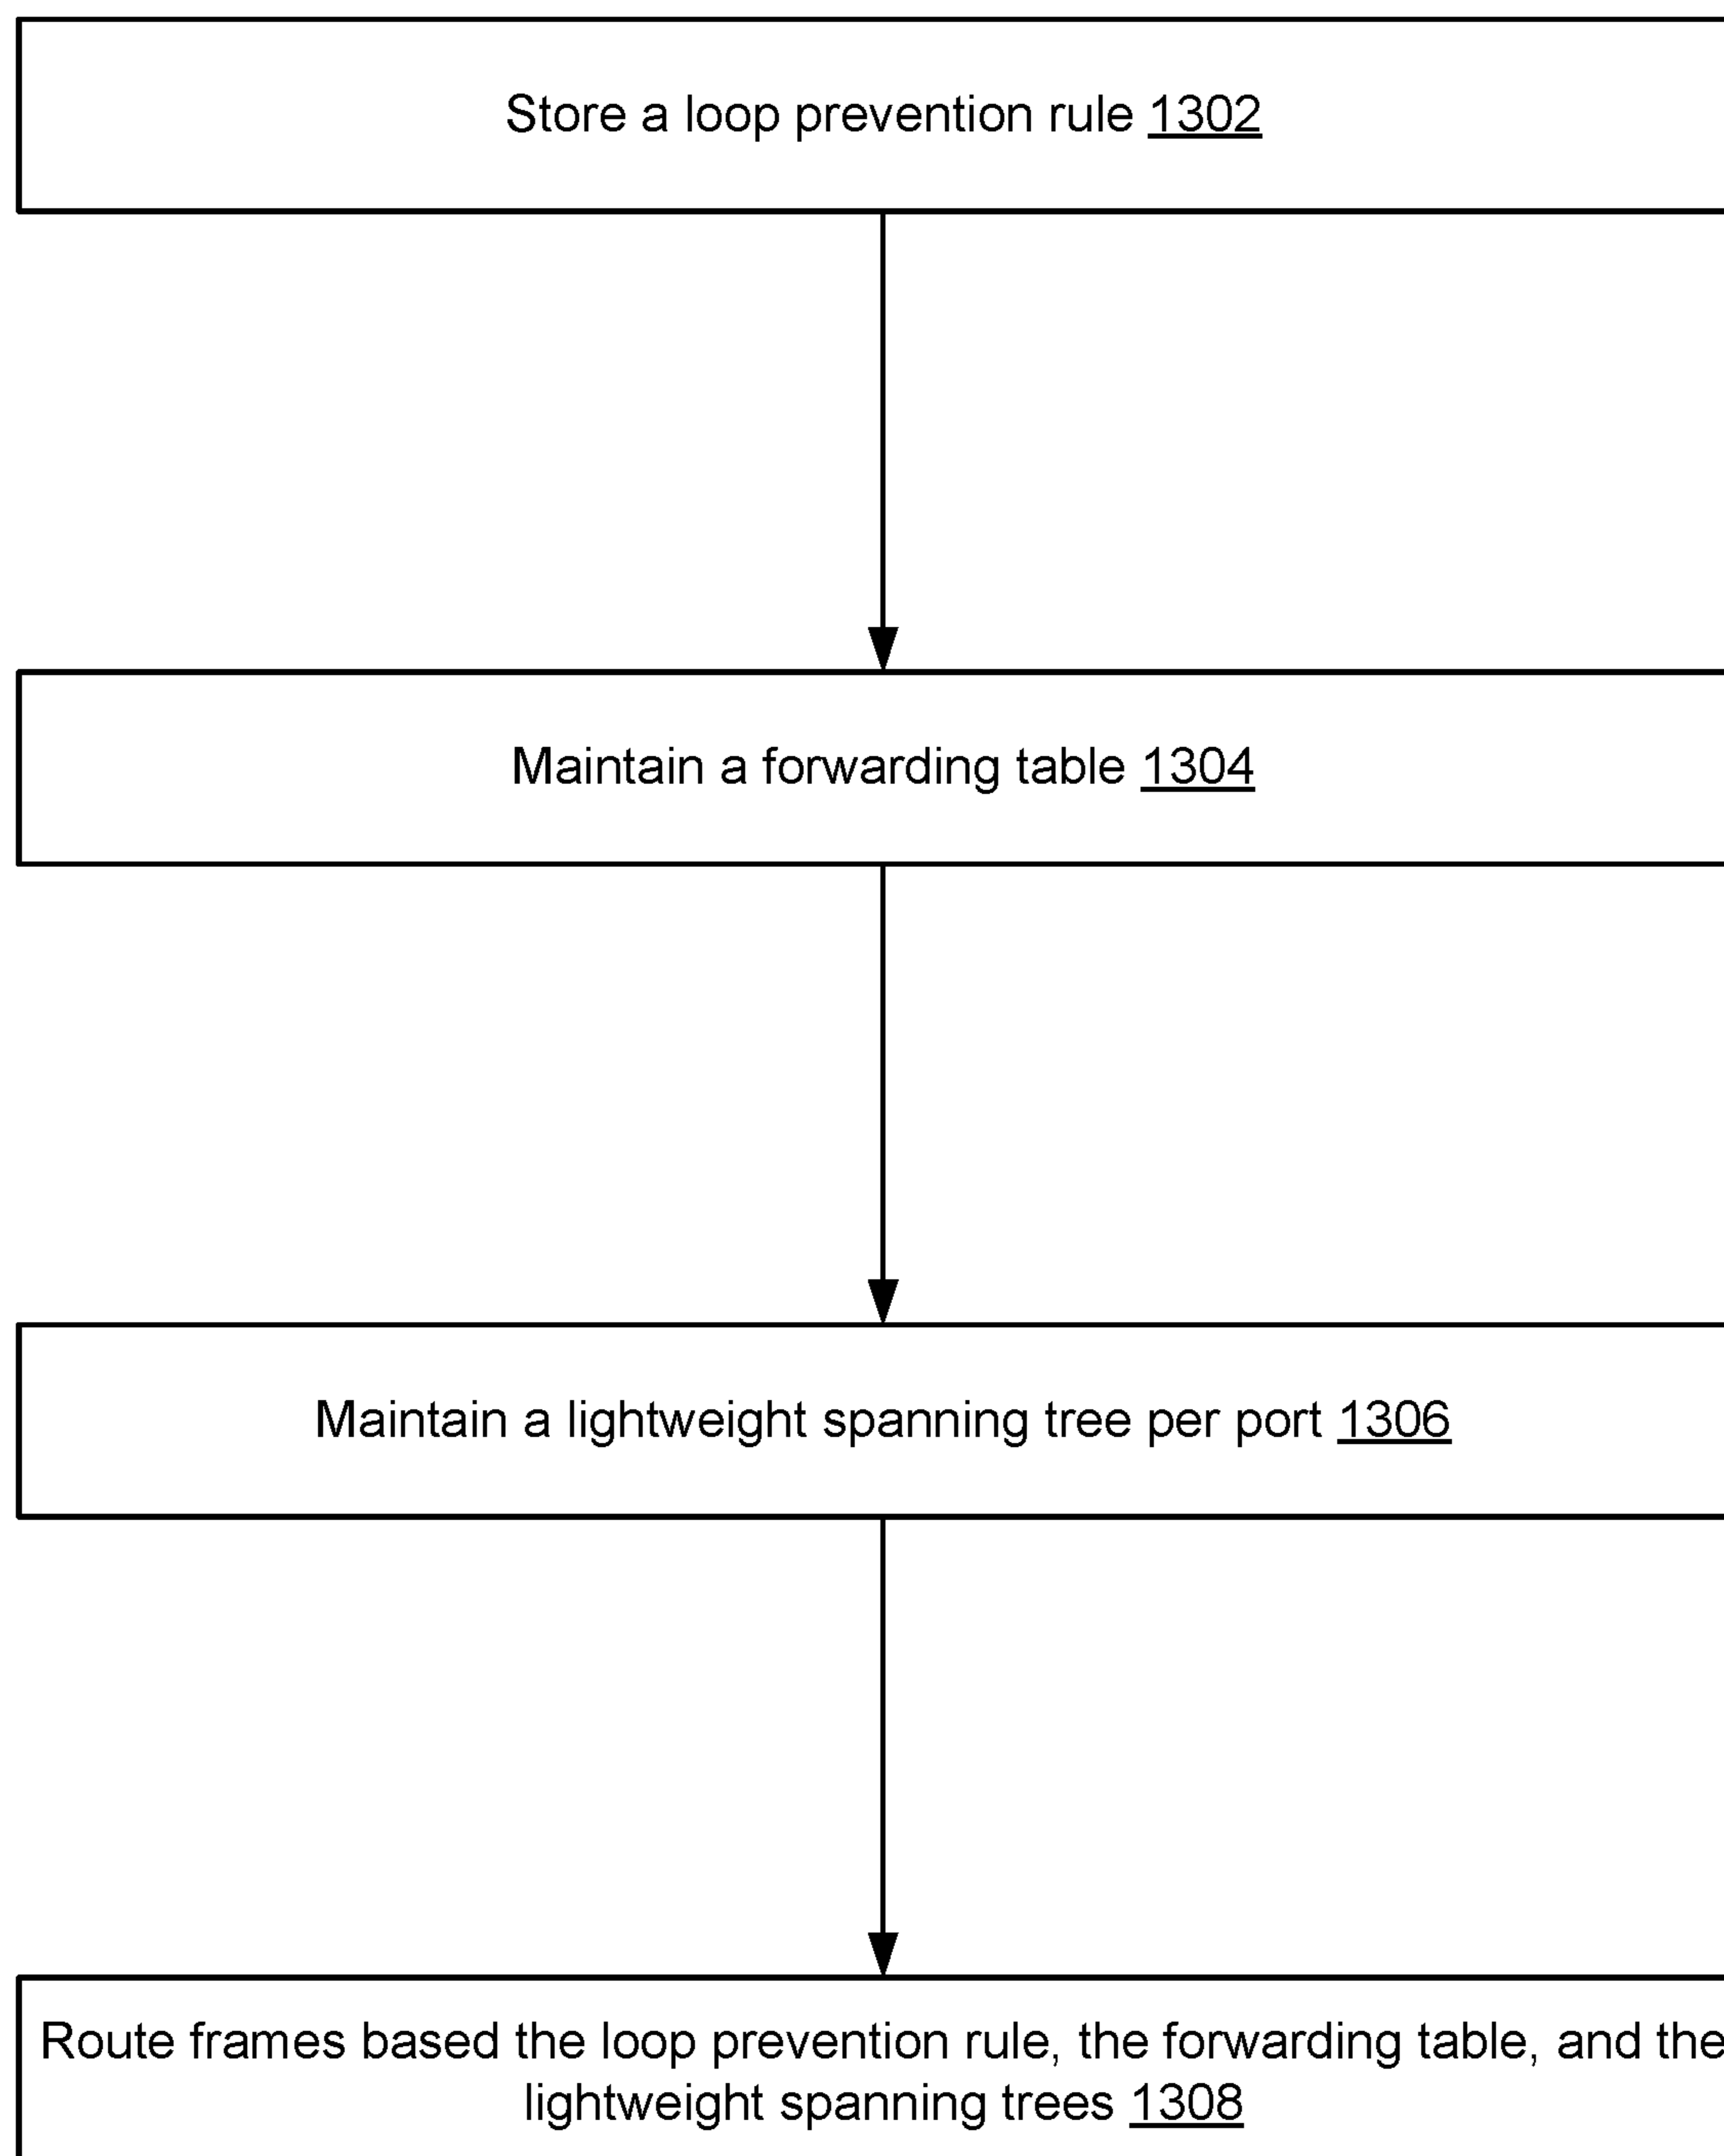 Store a loop prevention rule 1302
Maintain a forwarding table 1304
Maintain a lightweight spanning tree per port 1306
Route frames based the loop prevention rule, the forwarding table, and the
lightweight spanning trees 1308